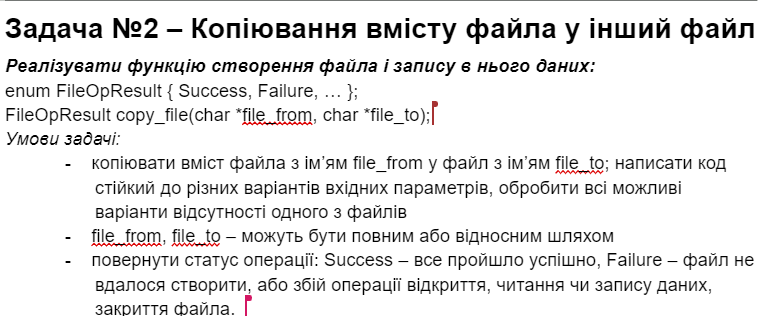 Задача №2 – Копіювання вмісту файла у інший файл
Реалізувати функцію створення файла і запису в нього даних:
enum FileOpResult { Success, Failure, … };
FileOpResult copy_file(char *file_from, char *file_to);
Умови задачі:
- копіювати вміст файла з ім’ям file_from у файл з ім’ям file_to; написати код
стійкий до різних варіантів вхідних параметрів, обробити всі можливі
варіанти відсутності одного з файлів
- file_from, file_to – можуть бути повним або відносним шляхом
- повернути статус операції: Success – все пройшло успішно, Failure – файл не
вдалося створити, або збій операції відкриття, читання чи запису даних,
закриття файла.